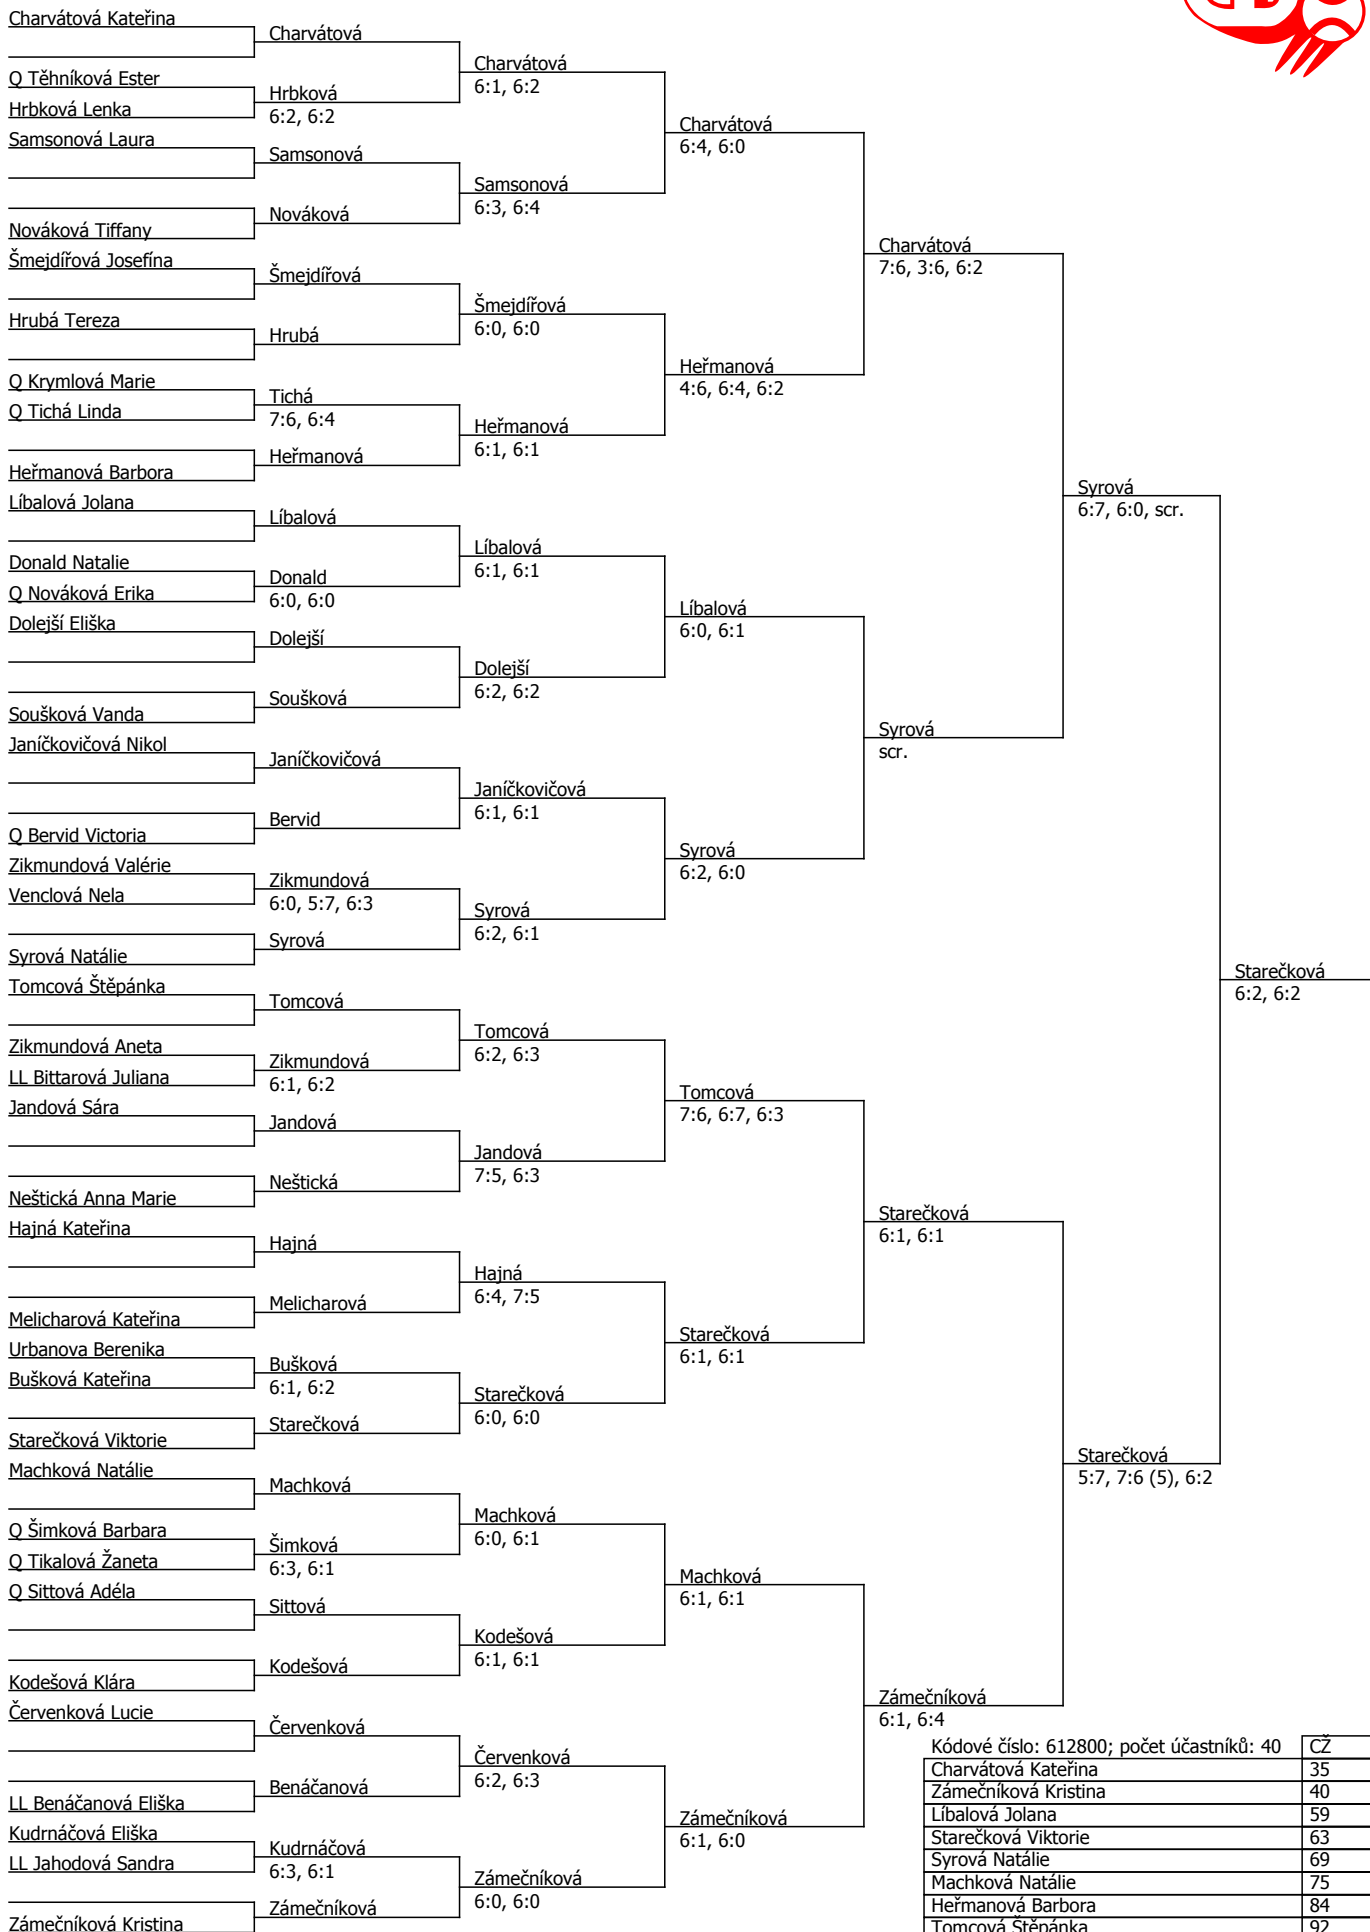 Charvátová Kateřina
Q Těhníková Ester
Hrbková Lenka
Samsonová Laura
Nováková Tiffany
Šmejdířová Josefína
Hrubá Tereza
Q Krymlová Marie
Q Tichá Linda
Heřmanová Barbora
Líbalová Jolana
Donald Natalie
Q Nováková Erika
Dolejší Eliška
Soušková Vanda
Janíčkovičová Nikol
Q Bervid Victoria
Zikmundová Valérie
Venclová Nela
Syrová Natálie
Tomcová Štěpánka
Zikmundová Aneta
LL Bittarová Juliana
Jandová Sára
Neštická Anna Marie
Hajná Kateřina
Melicharová Kateřina
Urbanova Berenika
Bušková Kateřina
Starečková Viktorie
Machková Natálie
Q Šimková Barbara
Q Tikalová Žaneta
Q Sittová Adéla
Kodešová Klára
Červenková Lucie
LL Benáčanová Eliška
Kudrnáčová Eliška
LL Jahodová Sandra
Zámečníková Kristina
Charvátová
Hrbková
6:2, 6:2
Samsonová
Nováková
Šmejdířová
Hrubá
Tichá
7:6, 6:4
Heřmanová
Líbalová
Donald
6:0, 6:0
Dolejší
Soušková
Janíčkovičová
Bervid
Zikmundová
6:0, 5:7, 6:3
Syrová
Tomcová
Zikmundová
6:1, 6:2
Jandová
Neštická
Hajná
Melicharová
Bušková
6:1, 6:2
Starečková
Machková
Šimková
6:3, 6:1
Sittová
Kodešová
Červenková
Benáčanová
Kudrnáčová
6:3, 6:1
Zámečníková
Charvátová
6:1, 6:2
Samsonová
6:3, 6:4
Šmejdířová
6:0, 6:0
Heřmanová
6:1, 6:1
Líbalová
6:1, 6:1
Dolejší
6:2, 6:2
Janíčkovičová
6:1, 6:1
Syrová
6:2, 6:1
Tomcová
6:2, 6:3
Jandová
7:5, 6:3
Hajná
6:4, 7:5
Starečková
6:0, 6:0
Machková
6:0, 6:1
Kodešová
6:1, 6:1
Červenková
6:2, 6:3
Zámečníková
6:0, 6:0
Charvátová
6:4, 6:0
Heřmanová
4:6, 6:4, 6:2
Líbalová
6:0, 6:1
Syrová
6:2, 6:0
Tomcová
7:6, 6:7, 6:3
Starečková
6:1, 6:1
Machková
6:1, 6:1
Zámečníková
6:1, 6:0
Charvátová
7:6, 3:6, 6:2
Syrová
scr.
Starečková
6:1, 6:1
Zámečníková
6:1, 6:4
Syrová
6:7, 6:0, scr.
Starečková
5:7, 7:6 (5), 6:2
Starečková
6:2, 6:2
Kódové číslo: 612800; počet účastníků: 40 CŽ
Charvátová Kateřina 35
Zámečníková Kristina 40
Líbalová Jolana 59
Starečková Viktorie 63
Syrová Natálie 69
Machková Natálie 75
Heřmanová Barbora 84
Tomcová Štěpánka 92